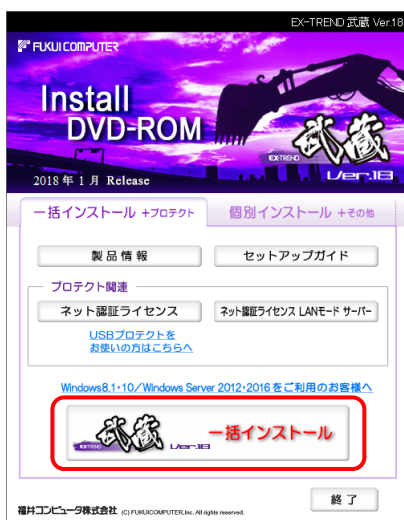 EX-TREND 武蔵 Ver.18
FUKUI COMPUTER
Install
DVD-ROM
EX-TREND
武蔵
Ver.18
2018 年 1 月 Release
一括インストール +プロテクト
個別インストール +その他
製品情報
セットアップガイド
プロテクト関連
ネット認証ライセンス
ネット認証ライセンス LANモード サーバー
USBプロテクトを
お使いの方はこちらへ
Windows8.1・10/Windows Server 2012・2016 をご利用のお客様へ
EX-TREND 武蔵 Ver.18
一括インストール
終了
福井コンピュータ株式会社 (C) FUKUICOMPUTER, Inc. All rights reserved.